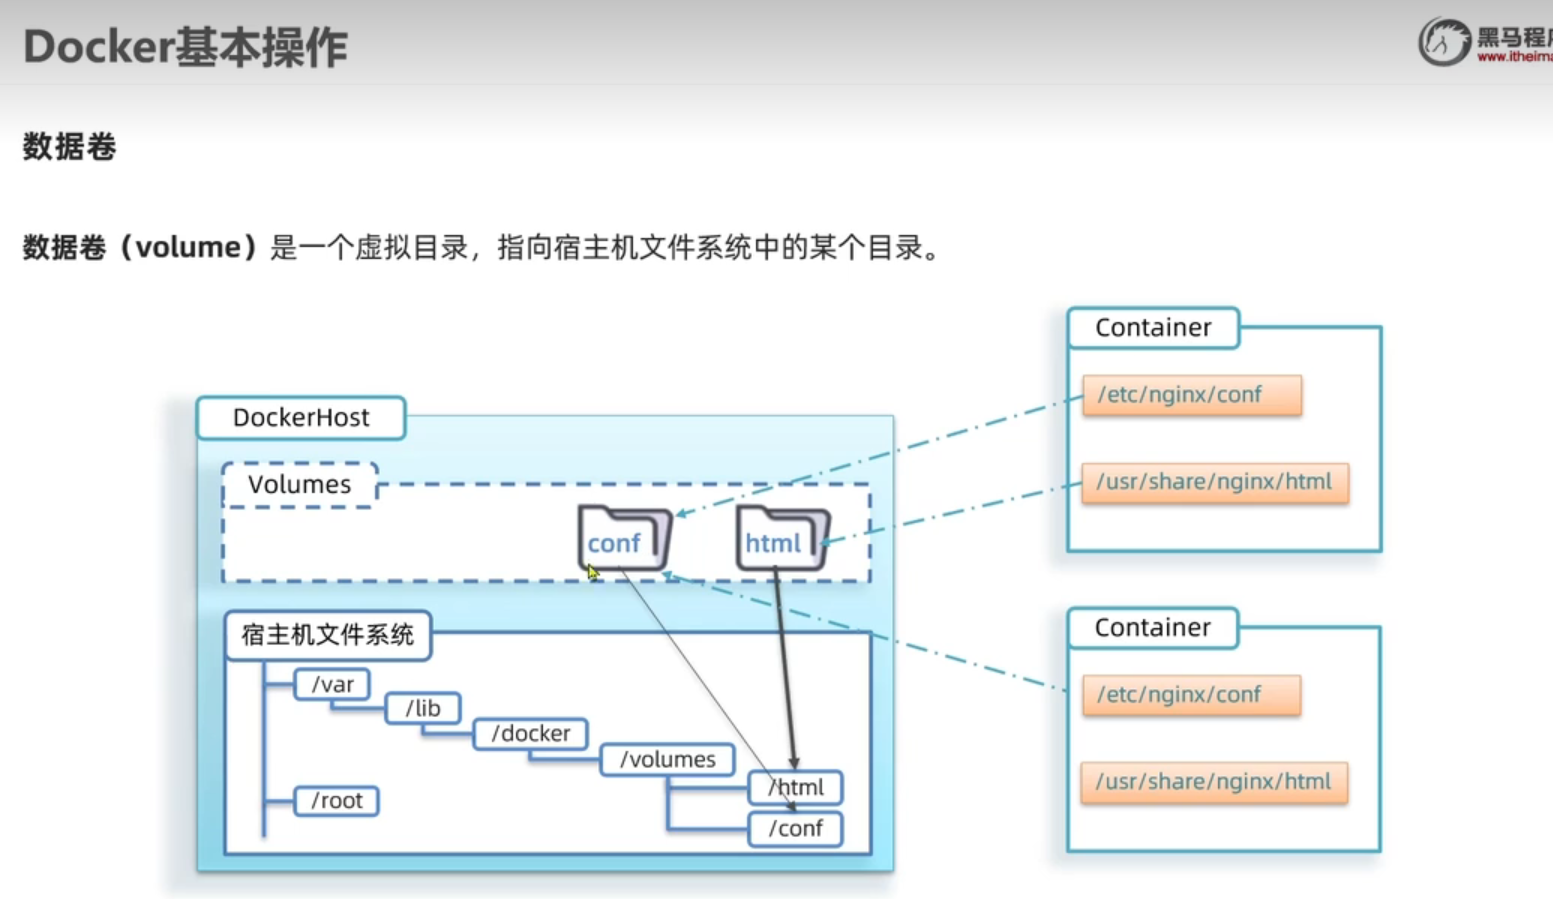 Docker基本操作
黑马程
www.itheima
数据卷
数据卷（volume）是一个虚拟目录，指向宿主机文件系统中的某个目录。
Container
/etc/nginx/conf
/usr/share/nginx/html
DockerHost
Volumes
conf
html
宿主机文件系统
/var
/lib
/docker
/volumes
/html
/root
/conf
Container
/etc/nginx/conf
/usr/share/nginx/html